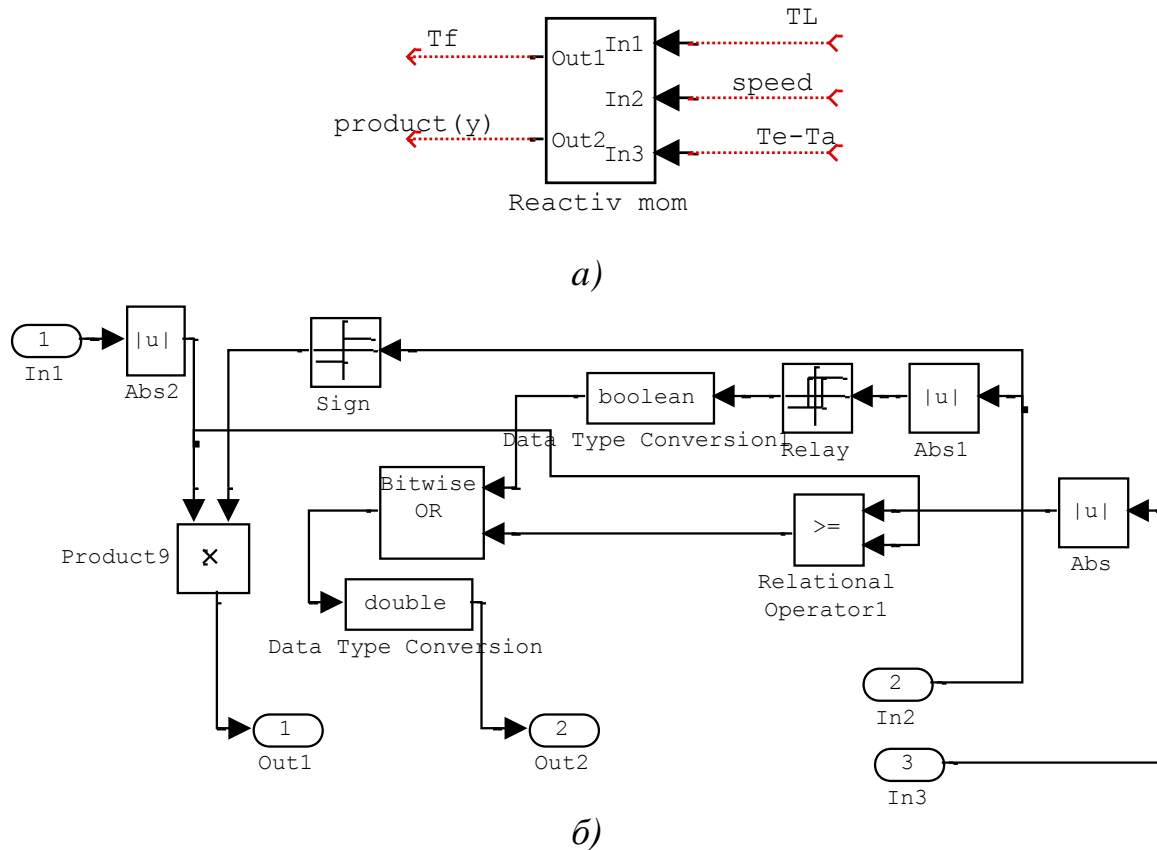 TL
Tf
In1
Out1
speed
In2
product(y)
Out2
Te-Ta
In3
Reactiv mom
а)
1
In1
|u|
Abs2
Sign
boolean
Data Type Conversion1
Relay
|u|
Abs1
Bitwise
OR
>=
Relational
Operator1
|u|
Abs
Product9
×
double
Data Type Conversion
2
In2
1
Out1
2
Out2
3
In3
б)